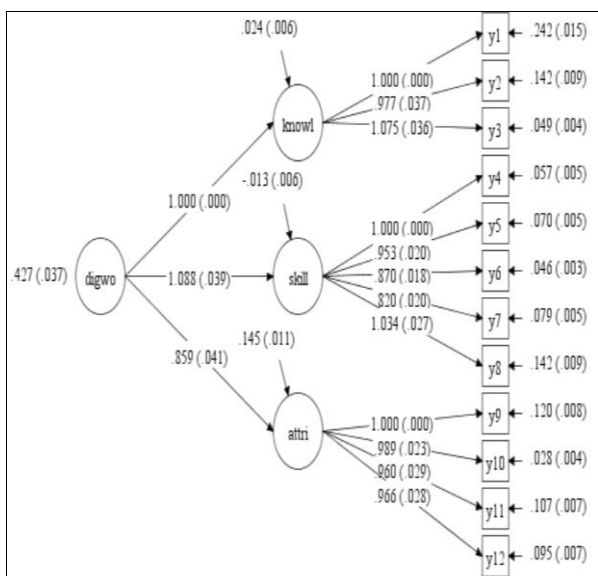 .024 (.006)
y1
.242 (.015)
1.000 (.000)
y2
.142 (.009)
.977 (.037)
knowl
1.075 (.036)
y3
.049 (.004)
y4
.057 (.005)
-.013 (.006)
1.000 (.000)
1.000 (.000)
y5
.070 (.005)
.953 (.020)
.427 (.037)
digwo
1.088 (.039)
skill
.870 (.018)
y6
.046 (.003)
.820 (.020)
y7
.079 (.005)
1.034 (.027)
.859 (.041)
.145 (.011)
y8
.142 (.009)
1.000 (.000)
y9
.120 (.008)
attri
.989 (.023)
y10
.028 (.004)
.860 (.029)
.966 (.028)
y11
.107 (.007)
y12
.095 (.007)